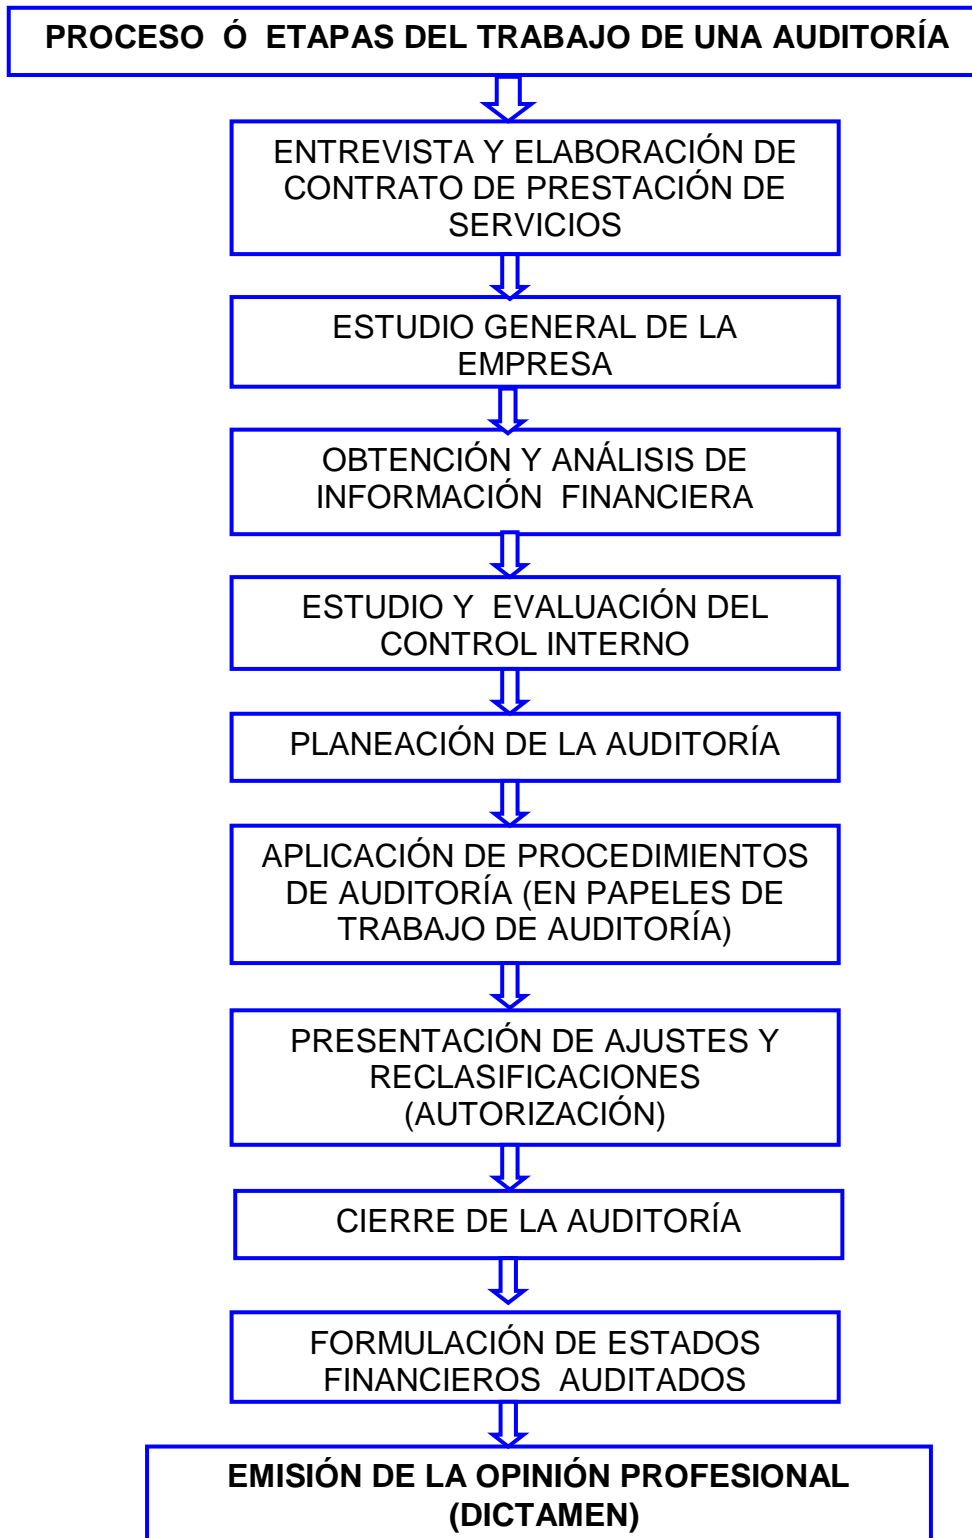 PROCESO Ó ETAPAS DEL TRABAJO DE UNA AUDITORÍA
ENTREVISTA Y ELABORACIÓN DE
CONTRATO DE PRESTACIÓN DE
SERVICIOS
ESTUDIO GENERAL DE LA
EMPRESA
OBTENCIÓN Y ANÁLISIS DE
INFORMACIÓN FINANCIERA
ESTUDIO Y EVALUACIÓN DEL
CONTROL INTERNO
PLANEACIÓN DE LA AUDITORÍA
APLICACIÓN DE PROCEDIMIENTOS
DE AUDITORÍA (EN PAPELES DE
TRABAJO DE AUDITORÍA)
PRESENTACIÓN DE AJUSTES Y
RECLASIFICACIONES
(AUTORIZACIÓN)
CIERRE DE LA AUDITORÍA
FORMULACIÓN DE ESTADOS
FINANCIEROS AUDITADOS
EMISIÓN DE LA OPINIÓN PROFESIONAL
(DICTAMEN)